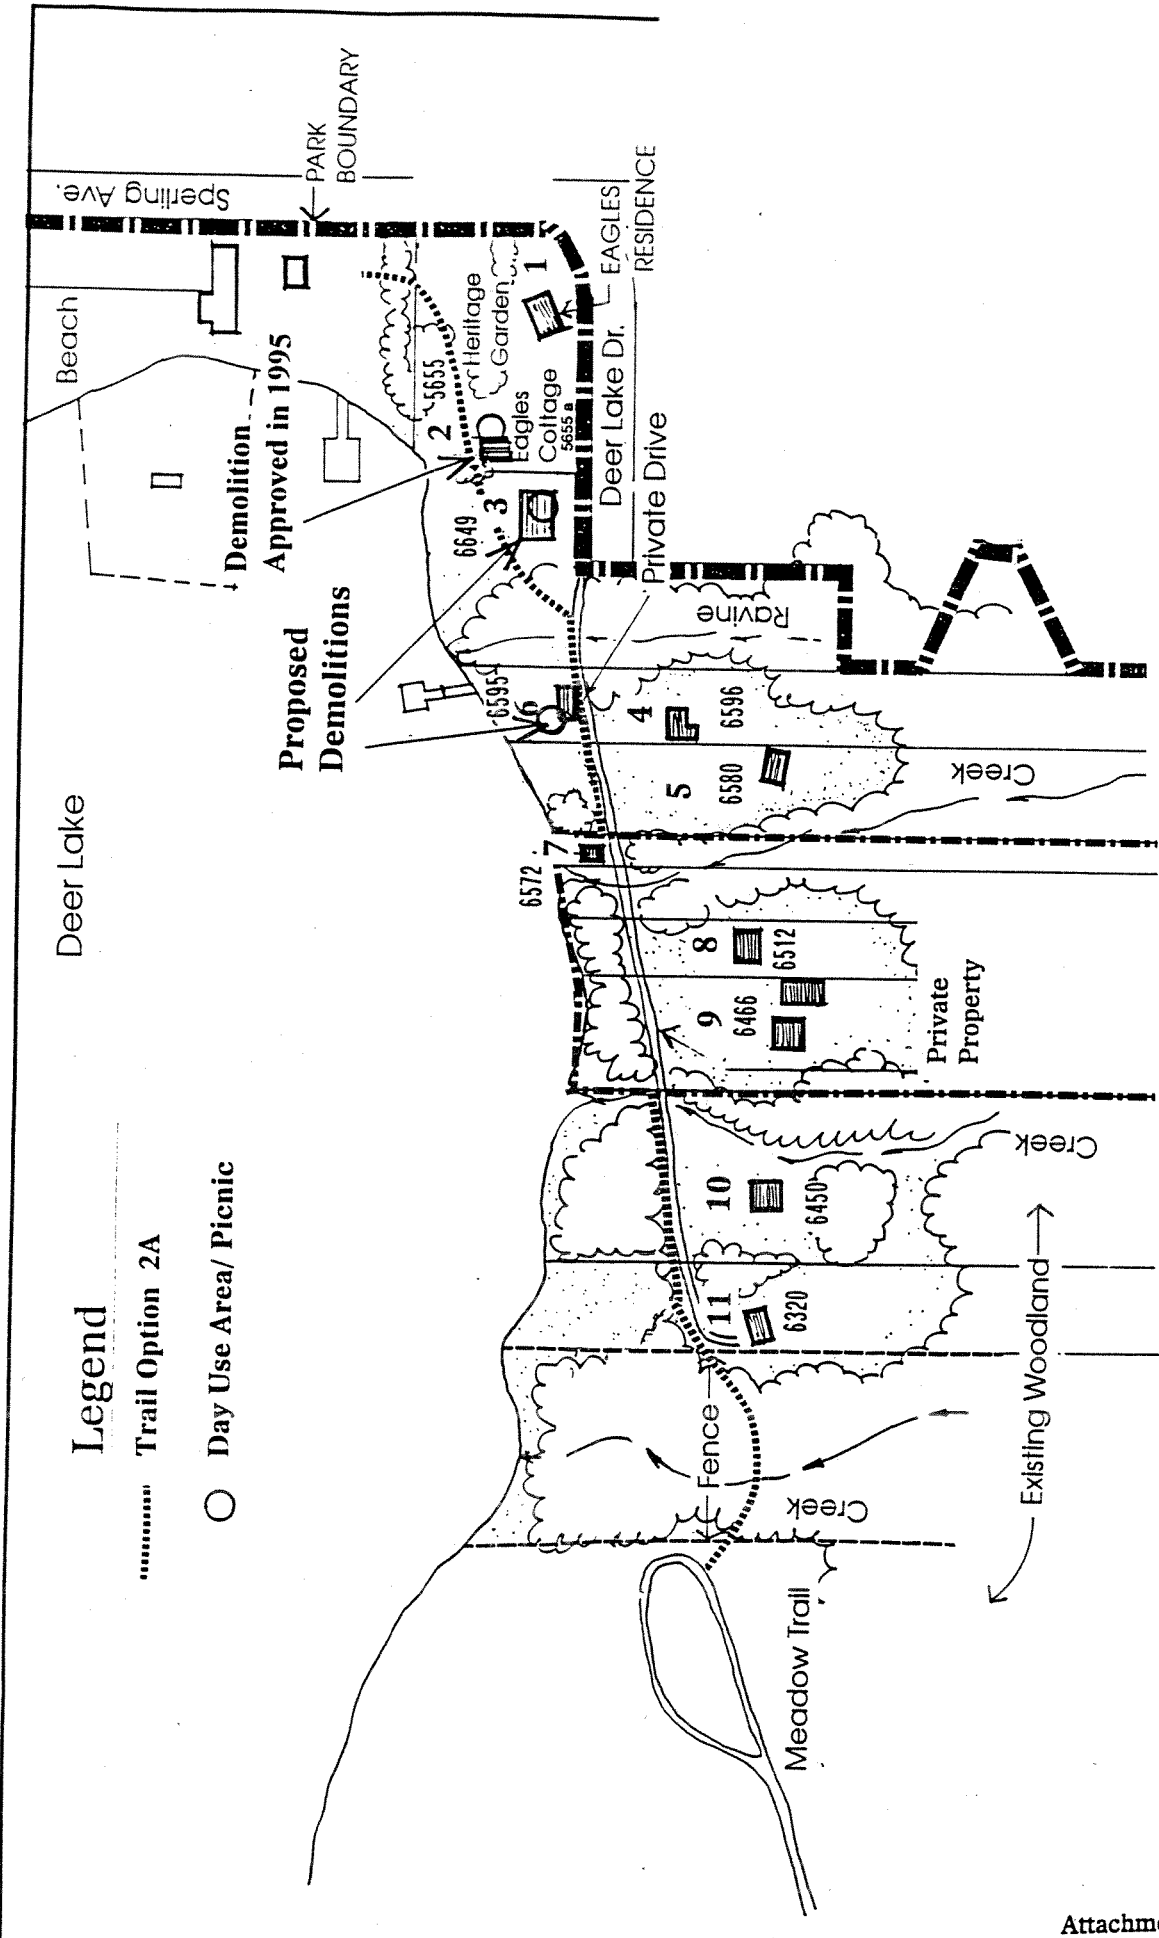 Deer Lake
Beach
Sperling Ave.
PARK
BOUNDARY
Demolition
Approved in 1995
Proposed
Demolitions
Legend
Trail Option 2A
Day Use Area/ Picnic
5655
Heritage
Garden
1
EAGLES
RESIDENCE
2
Eagles
Cottage
5655 a
Deer Lake Dr.
Private Drive
3
6649
Ravine
6595
6
4
6596
5
6580
Creek
7
6572
8
6512
9
6466
Private
Property
Creek
10
6450
11
6320
Existing Woodland
Fence
Creek
Meadow Trail